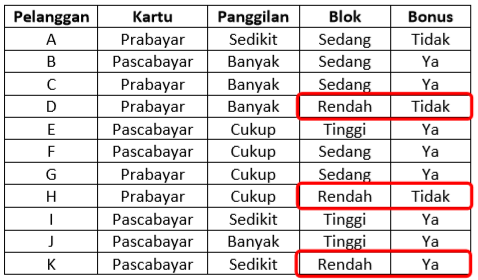 Pelanggan Kartu Panggilan Blok Bonus
A Prabayar Sedikit Sedang Tidak
B Pascabayar Banyak Sedang Ya
C Prabayar Banyak Sedang Ya
D Prabayar Banyak Rendah Tidak
E Pascabayar Cukup Tinggi Ya
F Pascabayar Cukup Sedang Ya
G Prabayar Cukup Sedang Ya
H Prabayar Cukup Rendah Tidak
I Pascabayar Sedikit Tinggi Ya
J Pascabayar Banyak Tinggi Ya
K Pascabayar Sedikit Rendah Ya